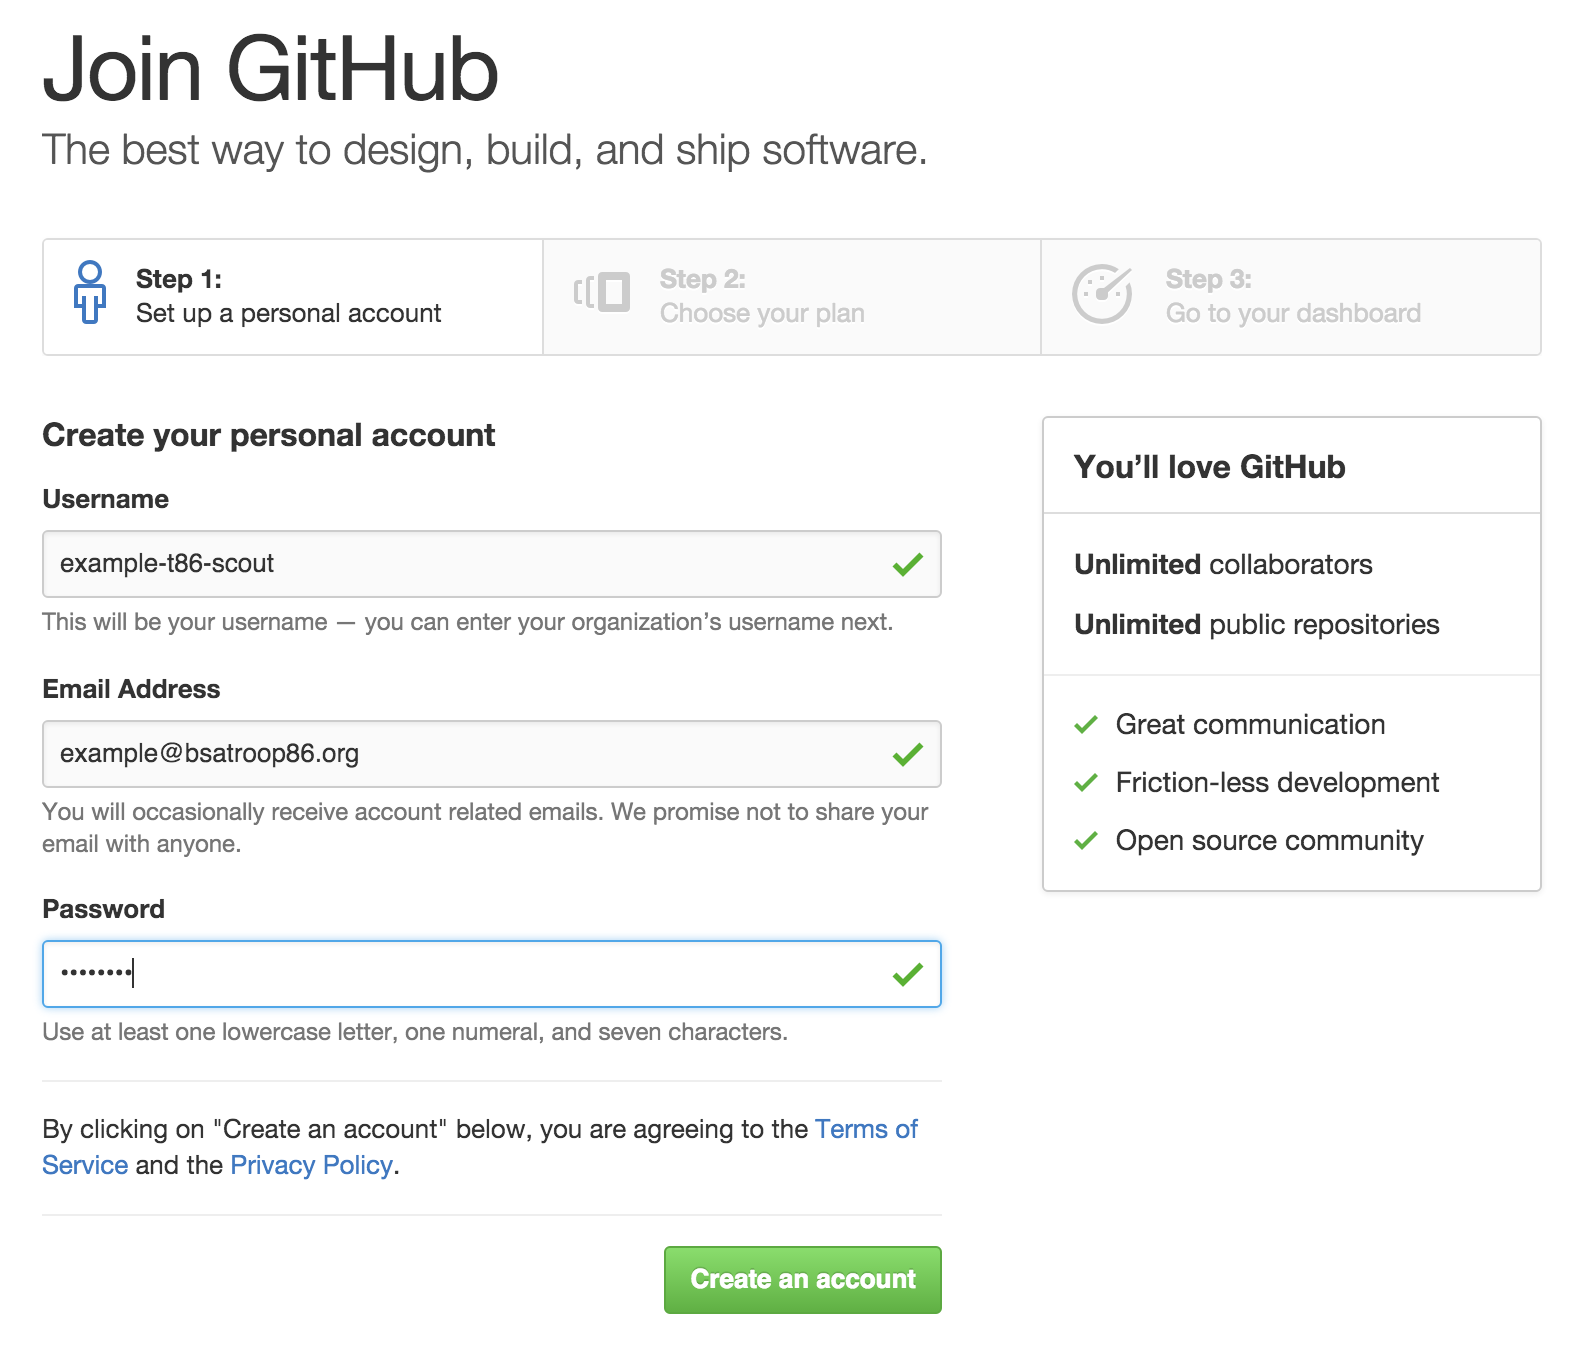 Join GitHub
The best way to design, build, and ship software.
Step 1:
Set up a personal account
Step 2:
Choose your plan
Step 3:
Go to your dashboard
Create your personal account
Username
example-t86-scout
This will be your username — you can enter your organization’s username next.
Email Address
example@bsatroop86.org
You will occasionally receive account related emails. We promise not to share your
email with anyone.
Password
••••••••
Use at least one lowercase letter, one numeral, and seven characters.
By clicking on "Create an account" below, you are agreeing to the Terms of
Service and the Privacy Policy.
Create an account
You’ll love GitHub
Unlimited collaborators
Unlimited public repositories
Great communication
Friction-less development
Open source community